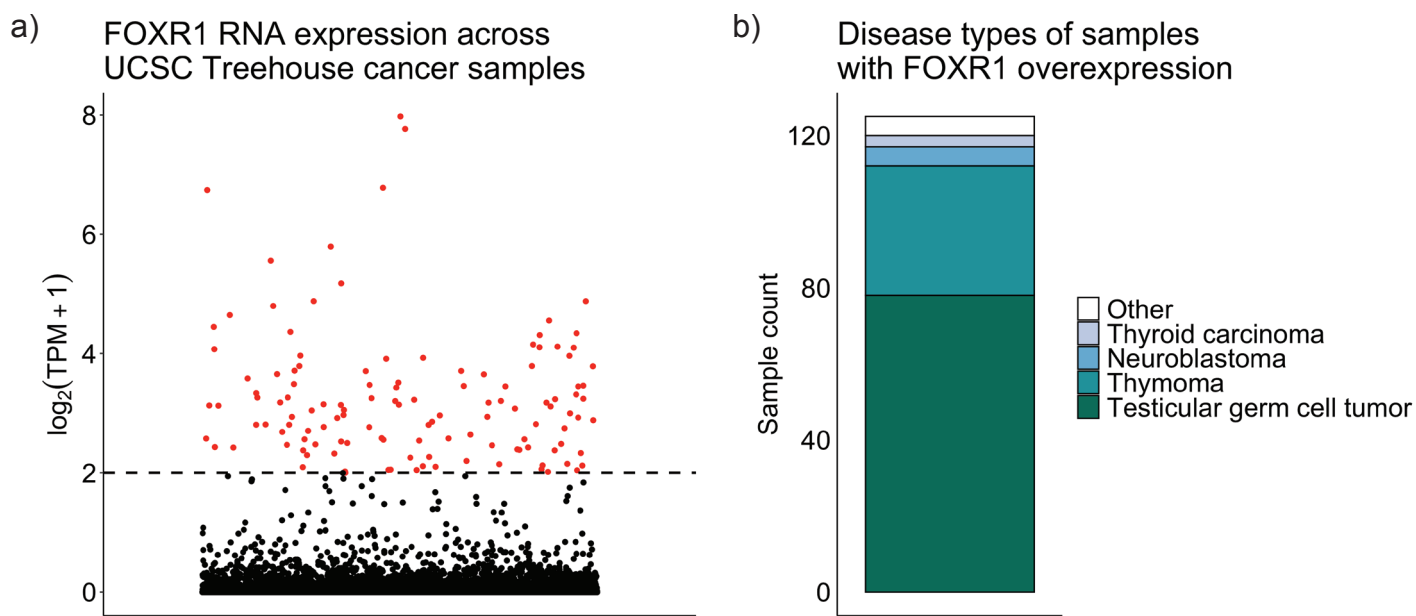 a)
FOXR1 RNA expression across
UCSC Treehouse cancer samples
log2(TPM + 1)
8
6
4
2
0
b)
Disease types of samples
with FOXR1 overexpression
Sample count
120
80
40
0
Other
Thyroid carcinoma
Neuroblastoma
Thymoma
Testicular germ cell tumor